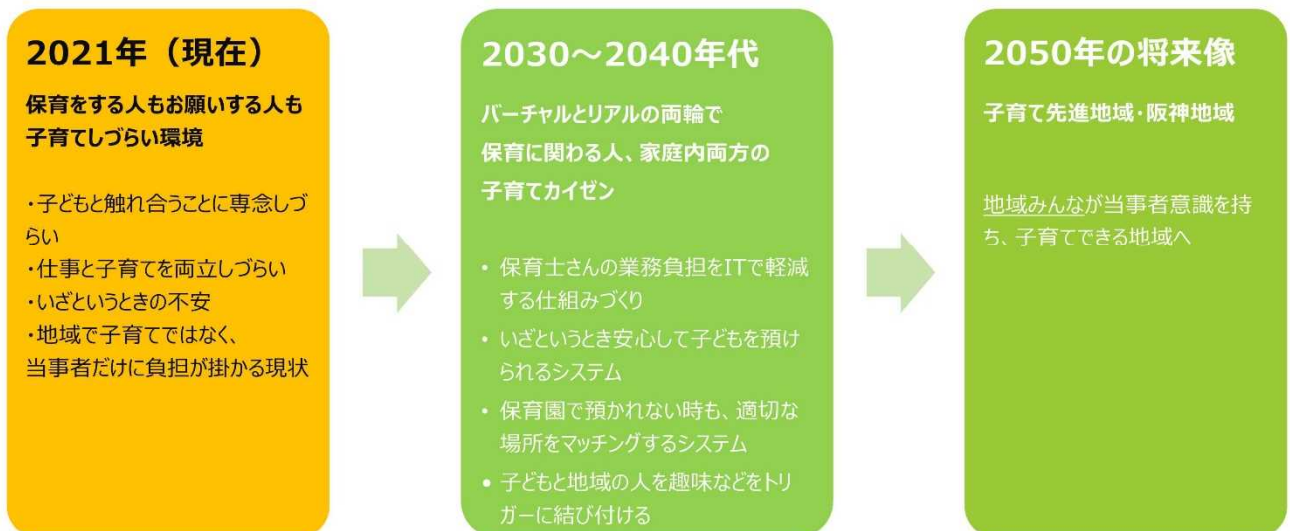 2021年（現在）
保育をする人もお願いする人も
子育てしづらい環境
・子どもと触れ合うことに専念しづ
らい
・仕事と子育てを両立しづらい
・いざというときの不安
・地域で子育てではなく、
当事者だけに負担が掛かる現状
2030～2040年代
バーチャルとリアルの両輪で
保育に関わる人、家庭内両方の
子育てカイゼン
• 保育士さんの業務負担をITで軽減
する仕組みづくり
• いざというとき安心して子どもを預け
られるシステム
• 保育園で預かれない時も、適切な
場所をマッチングするシステム
• 子どもと地域の人を趣味などをトリ
ガーに結び付ける
2050年の将来像
子育て先進地域・阪神地域
地域みんなが当事者意識を持
ち、子育てできる地域へ